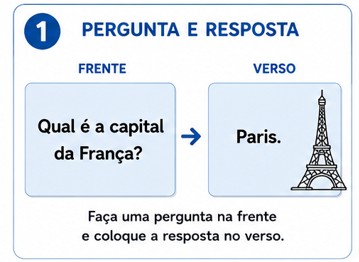 1 PERGUNTA E RESPOSTA
FRENTE
VERSO
Qual é a capital
da França?
Paris.
Faça uma pergunta na frente
e coloque a resposta no verso.